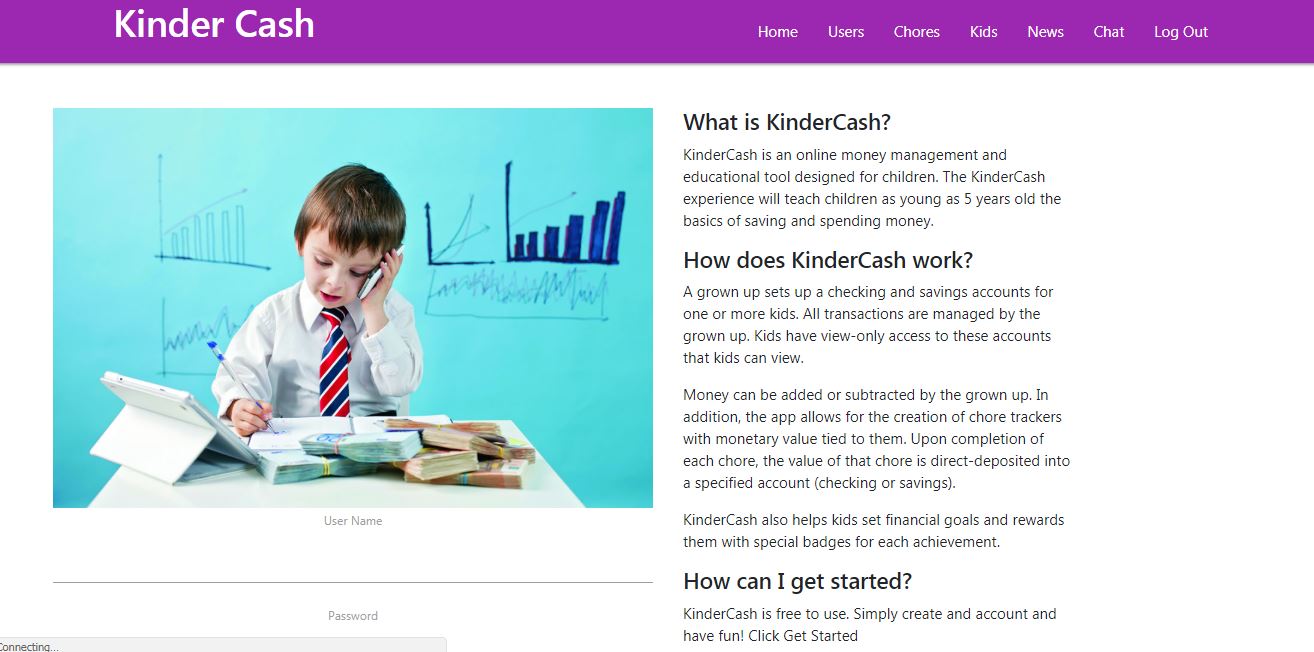 Kinder Cash
Home Users Chores Kids News Chat Log Out
What is KinderCash?
KinderCash is an online money management and
educational tool designed for children. The KinderCash
experience will teach children as young as 5 years old the
basics of saving and spending money.
How does KinderCash work?
A grown up sets up a checking and savings accounts for
one or more kids. All transactions are managed by the
grown up. Kids have view-only access to these accounts
that kids can view.
Money can be added or subtracted by the grown up. In
addition, the app allows for the creation of chore trackers
with monetary value tied to them. Upon completion of
each chore, the value of that chore is direct-deposited into
a specified account (checking or savings).
KinderCash also helps kids set financial goals and rewards
them with special badges for each achievement.
How can I get started?
KinderCash is free to use. Simply create and account and
have fun! Click Get Started
User Name
Password
Connecting...